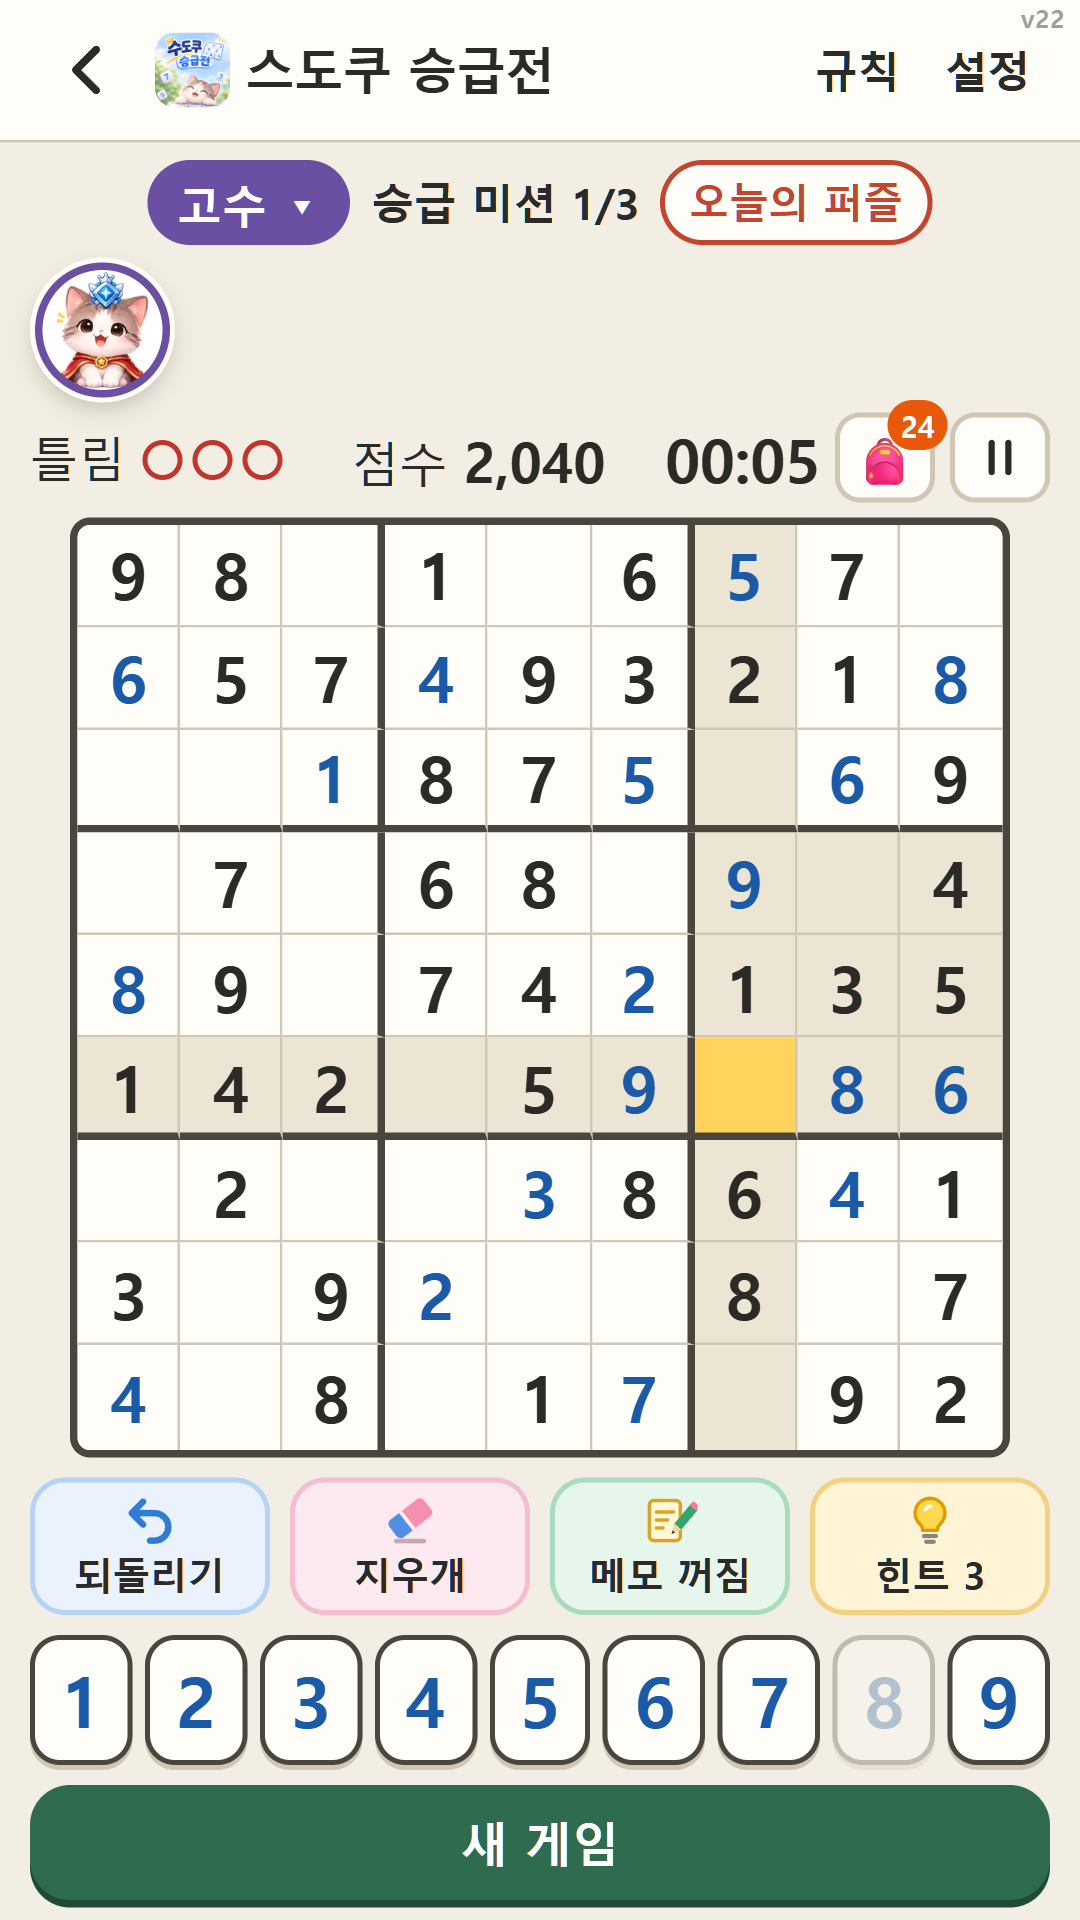 v22
수도쿠 승급전
스도쿠 승급전
규칙 설정
고수 ▼ 승급 미션 1/3 오늘의 퍼즐
틀림 점수 2,040 00:05 24
9 8 1 6 5 7
6 5 7 4 9 3 2 1 8
1 8 7 5 6 9
7 6 8 9 4
8 9 7 4 2 1 3 5
1 4 2 5 9 8 6
2 3 8 6 4 1
3 9 2 8 7
4 8 1 7 9 2
되돌리기 지우개 메모 꺼짐 힌트 3
1 2 3 4 5 6 7 8 9
새 게임